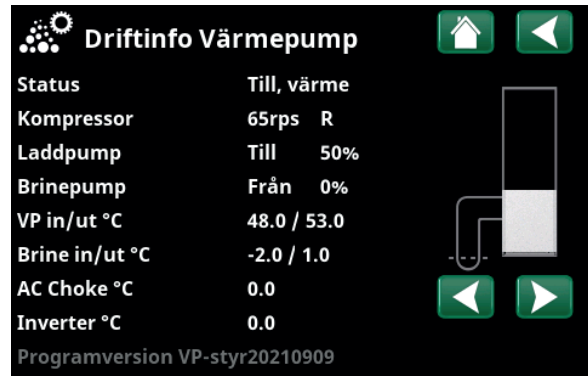 Driftinfo Värmepump
Status Till, värme
Kompressor 65rps R
Laddpump Till 50%
Brinepump Från 0%
VP in/ut °C 48.0 / 53.0
Brine in/ut °C -2.0 / 1.0
AC Choke °C 0.0
Inverter °C 0.0
Programversion VP-styr20210909